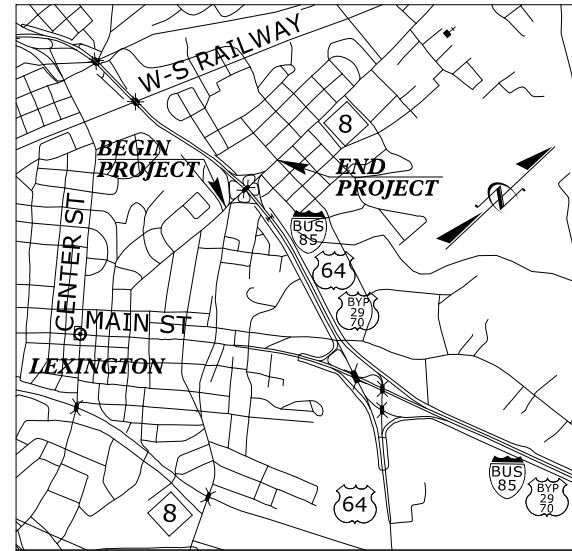 W-S RAILWAY
8
BEGIN
PROJECT
END
PROJECT
N
CENTER ST
BUS
85
64
BYP
29
70
MAIN ST
LEXINGTON
BUS
85
BYP
29
70
64
8